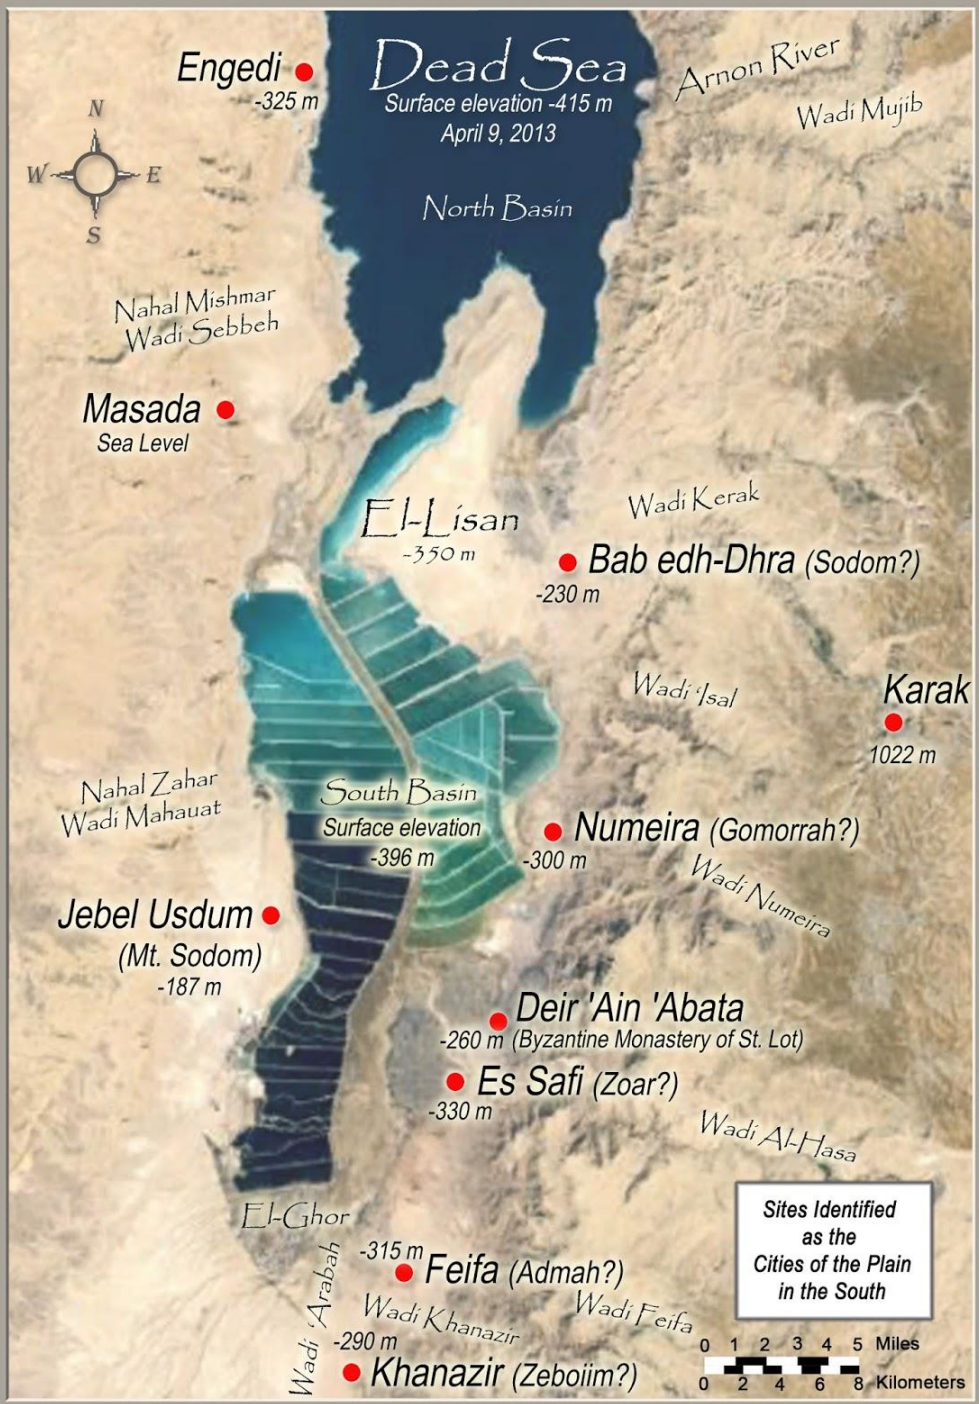 Engedi
-325 m
Dead Sea
Surface elevation -415 m
April 9, 2013
North Basin
Arnon River
Wadi Mujib
N
W E
S
Nahal Mishmar
Wadi Sebbeh
Masada
Sea Level
El-Lisan
-350 m
Wadi Kerak
Bab edh-Dhra (Sodom?)
-230 m
Wadi 'Isal
Karak
1022 m
Nahal Zahar
Wadi Mahauat
South Basin
Surface elevation
-396 m
Numeira (Gomorrah?)
-300 m
Wadi Numeira
Jebel Usdum
(Mt. Sodom)
-187 m
Deir 'Ain 'Abata
-260 m (Byzantine Monastery of St. Lot)
Es Safi (Zoar?)
-330 m
Wadi Al-Hasa
El-Ghor
Wadi 'Arabah
-315 m
Feifa (Admah?)
Wadi Khanazir
Wadi Feifa
-290 m
Khanazir (Zeboiim?)
Sites Identified
as the
Cities of the Plain
in the South
0 1 2 3 4 5 Miles
0 2 4 6 8 Kilometers